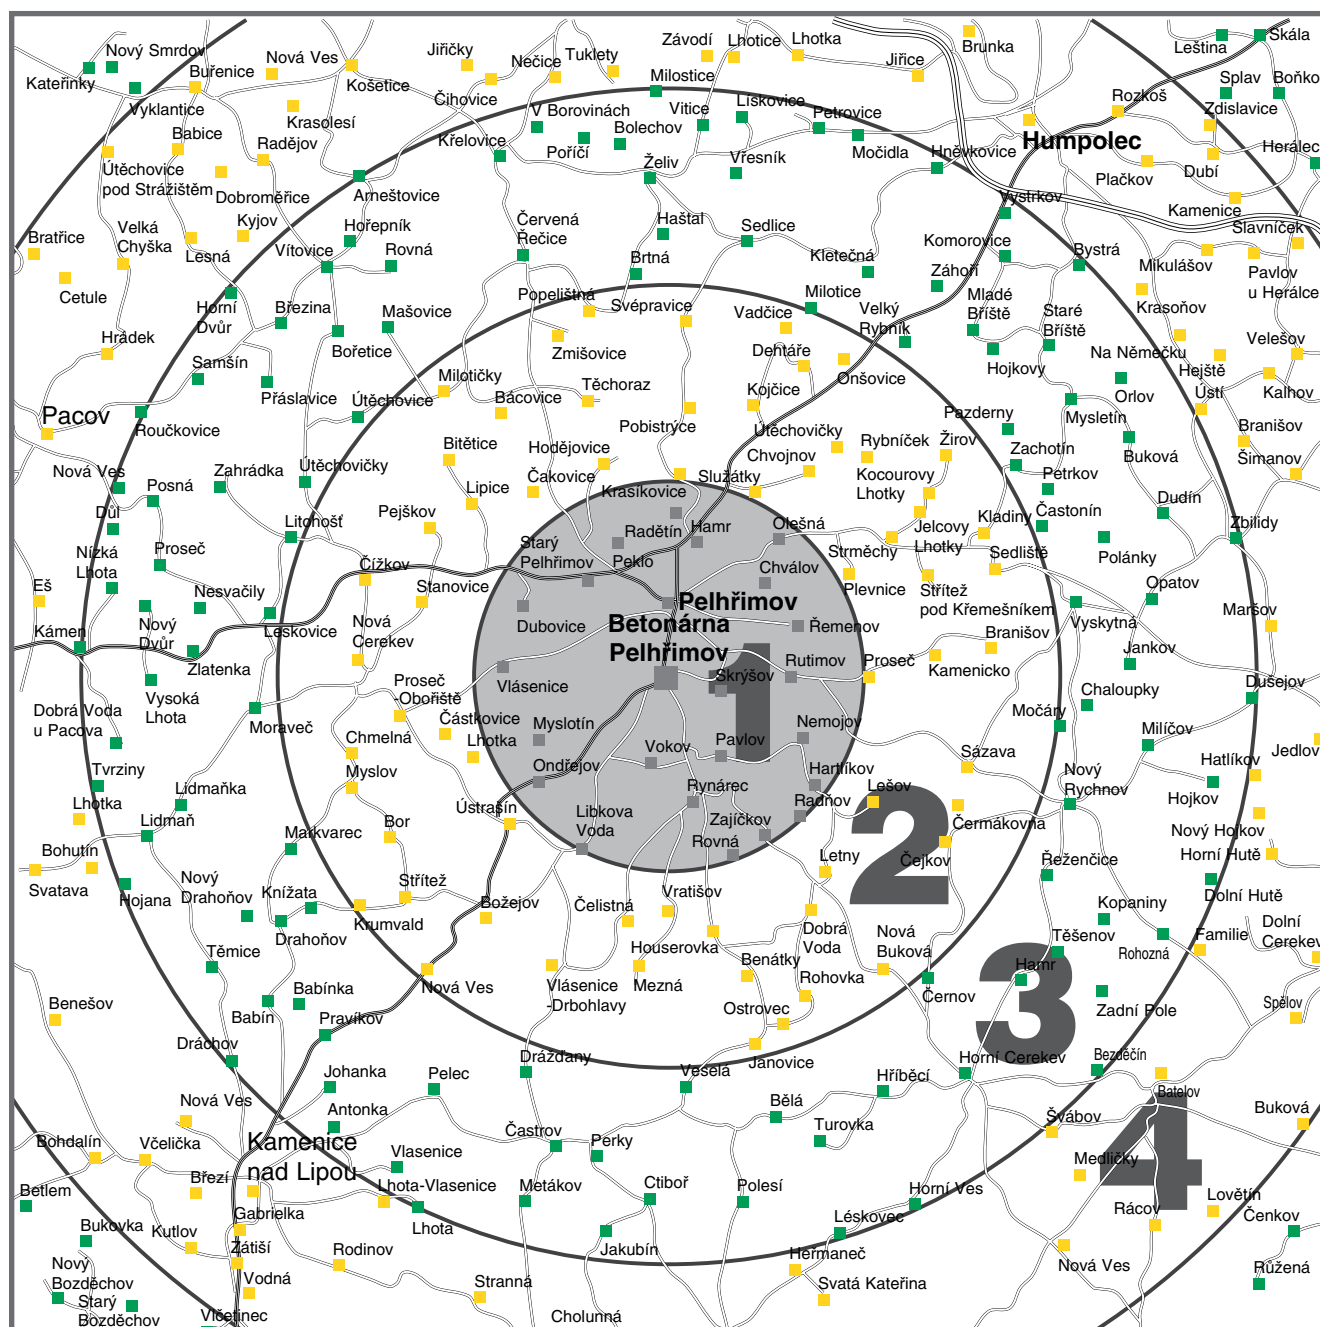 Nový Smrdov
Kateřinky
Vyklantice
Buřenice
Nová Ves
Košetice
Jiřičky
Čihovice
Nečice
Tuklety
Závodí
Lhotice
Lhotka
Jiřice
Brunka
Leština
Skála
Splav
Boňko
Rozkoš
Zdislavice
Herálec
Krasolesí
Babice
Radějov
Milostice
V Borovinách
Vitice
Lískovice
Petrovice
Bolechov
Křelovice
Poříčí
Želiv
Vřesník
Močidla
Hněvkovice
Humpolec
Plačkov
Dubí
Kamenice
Útěchovice
pod Strážištěm
Dobroměřice
Arneštovice
Velká
Chyška
Kyjov
Lesná
Bratřice
Cetule
Hořepník
Vítovice
Rovná
Červená
Řečice
Haštal
Sedlice
Brtná
Kletečná
Vystrkov
Komorovice
Záhoří
Bystrá
Mikulášov
Slavníček
Pavlov
u Herálce
Krasoňov
Horní
Dvůr
Březina
Mašovice
Popelištná
Svépravice
Milotice
Vadčice
Velký
Rybník
Mladé
Bříště
Staré
Bříště
Hrádek
Samšín
Bořetice
Zmišovice
Dentáře
Onšovice
Hojkovy
Na Německu
Hejště
Velešov
Přáslavice
Milotičky
Těchoraz
Kojčice
Orlov
Ústí
Kalhov
Pacov
Roučkovice
Útěchovice
Bácovice
Pobistrýce
Útěchovičky
Pazderny
Mysletín
Branišov
Bitětice
Hodějovice
Chvojnov
Rybníček
Žirov
Zachotín
Buková
Šimanov
Nová Ves
Posná
Zahrádka
Útěchovičky
Lipice
Čakovice
Krasíkovice
Služátky
Kocourovy
Lhotky
Petrkov
Dudín
Důl
Litohošť
Pejškov
Radětín
Hamr
Olešná
Jelcovy
Lhotky
Kladiny
Častonín
Zbilidy
Nízká
Lhota
Proseč
Čížkov
Starý
Pelhřimov
Peklo
Chválov
Strměchy
Sedliště
Polánky
Eš
Nesvačily
Stanovice
Plevnice
Střítež
pod Křemešníkem
Opatov
Maršov
Kámen
Nový
Dvůr
Zlatenka
Leskovice
Nová
Cerekev
Dubovice
Pelhřimov
Betonárna
Pelhřimov
Řemenov
Branišov
Vyskytná
Jankov
Vysoká
Lhota
Proseč
-Obořiště
Vlásenice
1
Skrýšov
Rutimov
Proseč
Kamenicko
Chaloupky
Dušejov
Dobrá Voda
u Pacova
Moraveč
Částkovice
Lhotka
Myslotín
Vokov
Pavlov
Nemojoy
Močáry
Milíčov
Chmelná
Myslov
Ondřejov
Hartlíkov
Sázava
Jedlov
Tvrziny
Lidmaňka
Rynárec
Radňov
Lešov
Nový
Rychnov
Hatlíkov
Hojkov
Lhotka
Lidmaň
Ústrašín
Libkova
Voda
Zajíčkov
2
Čermákovna
Nový Hojkov
Bohutín
Markvarec
Bor
Rovná
Letny
Čejkov
Horní Hutě
Svatava
Hojana
Nový
Drahoňov
Knížata
Střítež
Řeženčice
Dolní Hutě
Krumvald
Božejov
Čelistná
Vratišov
Dobrá
Voda
Nová
Buková
Kopaniny
Dolní
Cerekev
Drahoňov
Houserovka
Benátky
Těšenov
Familie
Rohozná
Těmice
Nová Ves
Vlásenice
-Drbohlavy
Mezná
Rohovka
3
Hamr
Černov
Zadní Pole
Spělov
Benešov
Babínka
Babín
Pravíkov
Ostrovec
Janovice
Dráchov
Drážďany
Veselá
Horní Cerekev
Bezděčín
Johanka
Pelec
Hříběcí
4
Batelov
Nová Ves
Antonka
Bělá
Turovka
Švábov
Buková
Bohdalín
Včelička
Kamenice
nad Lipou
Častrov
Perky
Medličky
Březí
Vlasenice
Lhota-Vlasenice
Metákov
Ctiboř
Polesí
Horní Ves
Lovětín
Betlem
Gabrielka
Lhota
Léskovec
Rácov
Čenkov
Bukovka
Kutlov
Zátiší
Rodinov
Jakubín
Heřmaneč
Nová Ves
Růžená
Nový
Bozděchov
Vodná
Stranná
Svatá Kateřina
Starý
Bozděchov
Vlčetinec
Cholunná